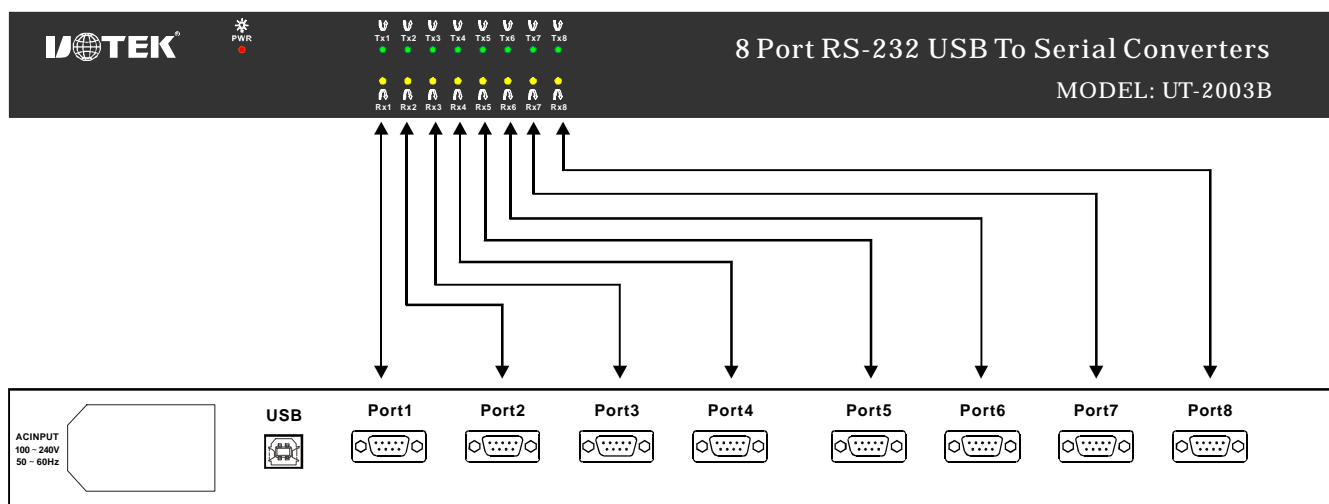 UOTEK®
PWR
Tx1 Tx2 Tx3 Tx4 Tx5 Tx6 Tx7 Tx8
Rx1 Rx2 Rx3 Rx4 Rx5 Rx6 Rx7 Rx8
8 Port RS-232 USB To Serial Converters
MODEL: UT-2003B
USB Port1 Port2 Port3 Port4 Port5 Port6 Port7 Port8
ACINPUT
100~240V
50~60Hz